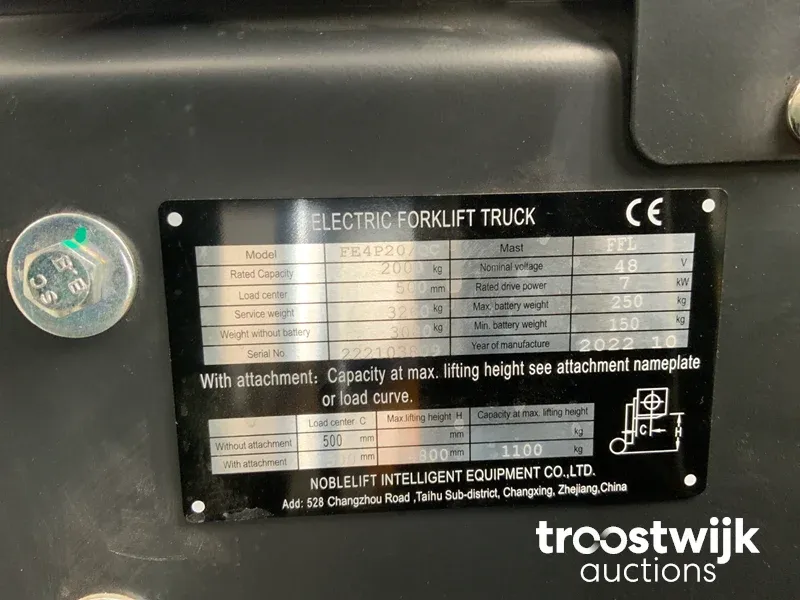 ELECTRIC FORKLIFT TRUCK CE
Model Mast FFL
Rated Capacity 2000 kg Nominal voltage 48 V
Load center 500 mm Rated drive power 7 kW
Service weight kg Max. battery weight 250 kg
Weight without battery kg Min. battery weight 150 kg
Serial No Year of manufacture 2022 10
With attachment: Capacity at max. lifting height see attachment nameplate
or load curve.
Load center C Max.lifting height H Capacity at max. lifting height
Without attachment 500 mm mm kg
With attachment mm mm 1100 kg
C H
NOBLELIFT INTELLIGENT EQUIPMENT CO.,LTD.
Add: 528 Changzhou Road ,Taihu Sub-district, Changxing, Zhejiang,China
8.8
troostwijk
auctions